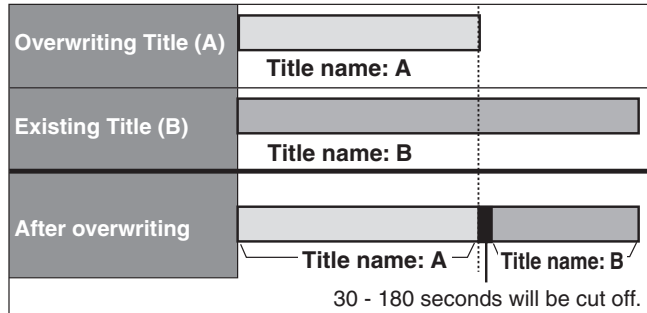 Overwriting Title (A)
Title name: A
Existing Title (B)
Title name: B
After overwriting
Title name: A Title name: B
30 - 180 seconds will be cut off.